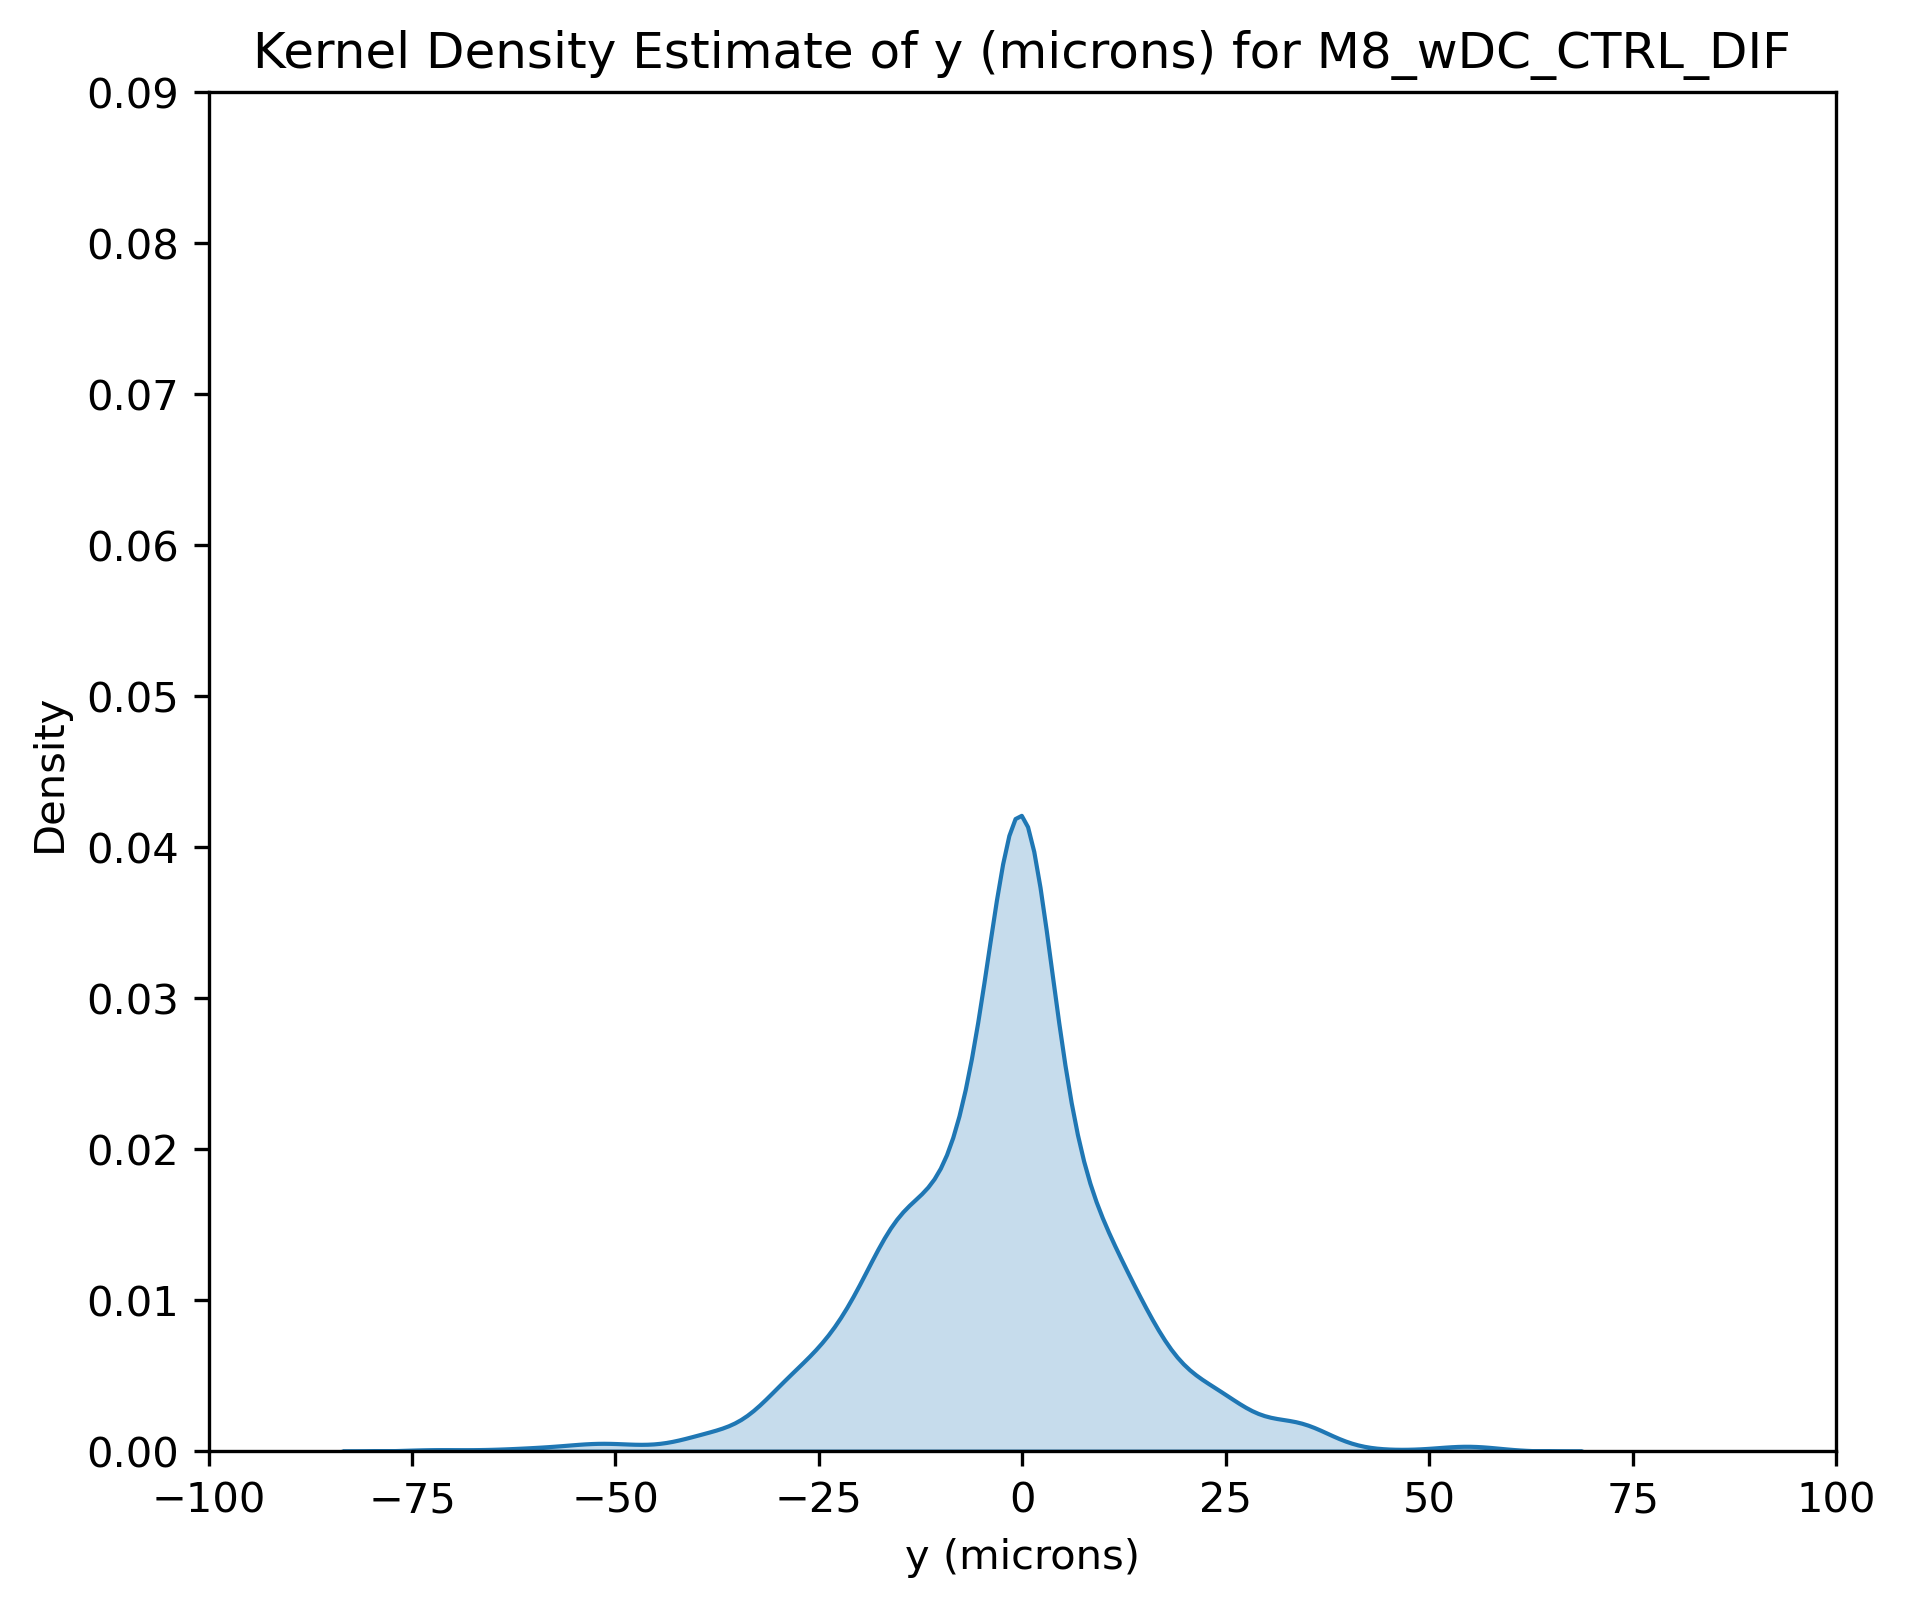 Kernel Density Estimate of y (microns) for M8_wDC_CTRL_DIF
0.09
0.08
0.07
0.06
0.05
0.04
0.03
0.02
0.01
0.00
Density
−100 −75 −50 −25 0 25 50 75 100
y (microns)